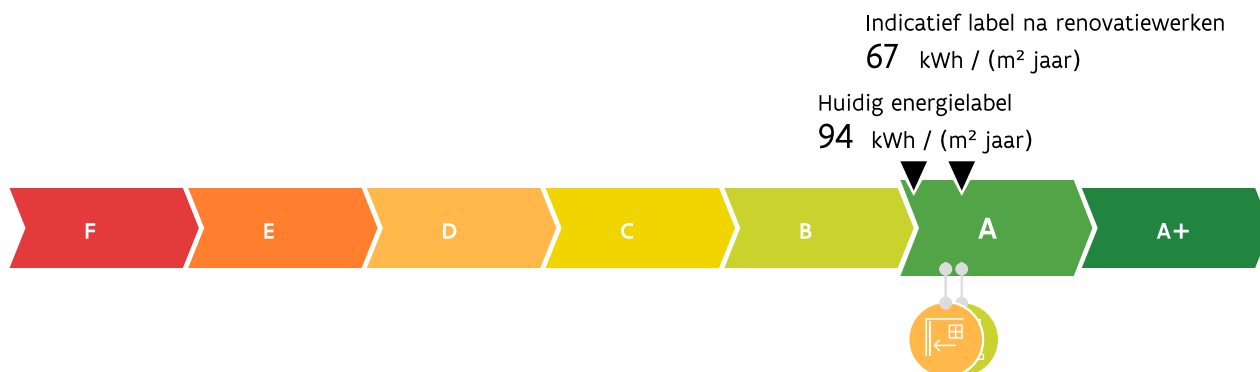 Indicatief label na renovatiewerken
67 kWh / (m² jaar)
Huidig energielabel
94 kWh / (m² jaar)
F E D C B A A+